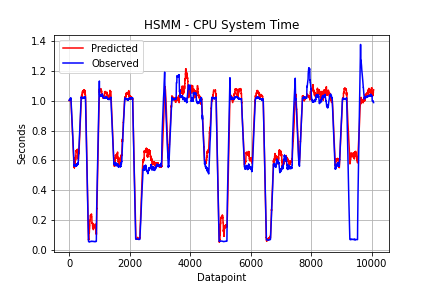 HSMM - CPU System Time
Predicted
Observed
1.4
1.2
1.0
0.8
0.6
0.4
0.2
0.0
Seconds
0 2000 4000 6000 8000 10000
Datapoint